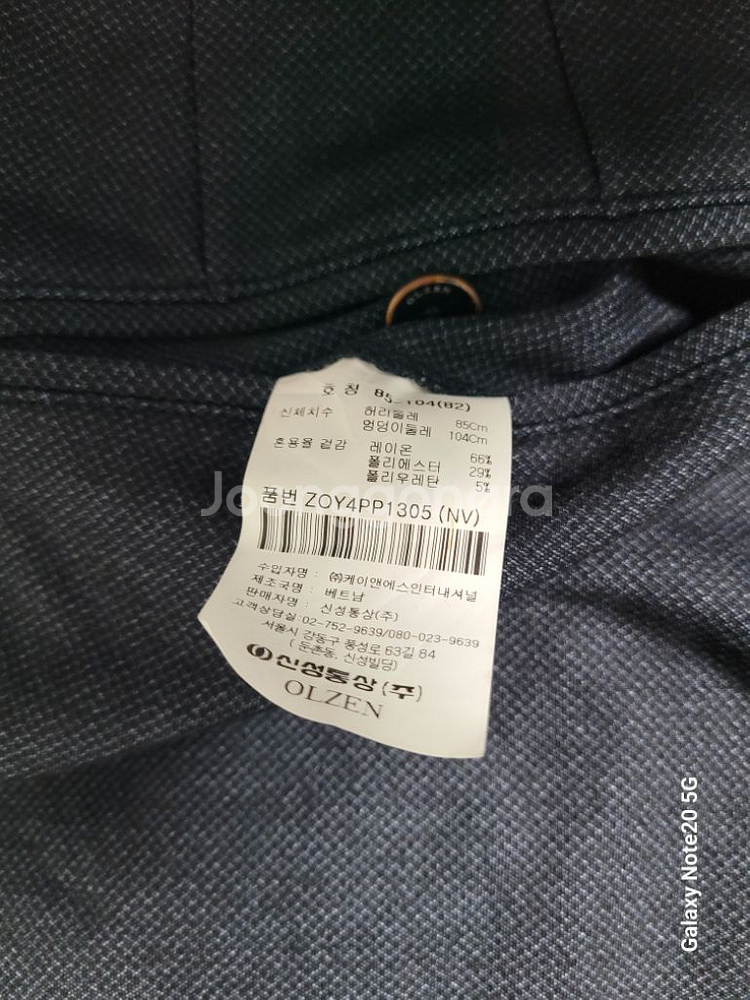 OLZEN
호칭 85-104(82)
신체치수 허리둘레 85Cm
엉덩이둘레 104Cm
혼용율 겉감 레이온 66%
폴리에스터 29%
폴리우레탄 5%
Joonggonara
품번 ZOY4PP1305 (NV)
수입자명 : ㈜케이앤에스인터내셔널
제조국명 : 베트남
판매자명 : 신성통상(주)
고객상담실:02-752-9639/080-023-9639
서울시 강동구 풍성로 63길 84
(둔촌동, 신성빌딩)
신성통상(주)
OLZEN
Galaxy Note20 5G